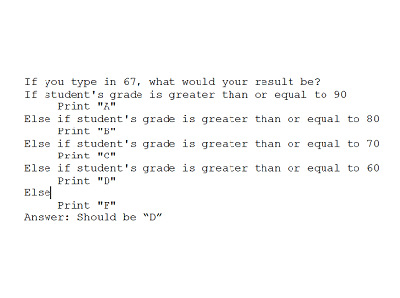 If you type in 67, what would your result be?
If student's grade is greater than or equal to 90
Print "A"
Else if student's grade is greater than or equal to 80
Print "B"
Else if student's grade is greater than or equal to 70
Print "C"
Else if student's grade is greater than or equal to 60
Print "D"
Else
Print "F"
Answer: Should be “D”